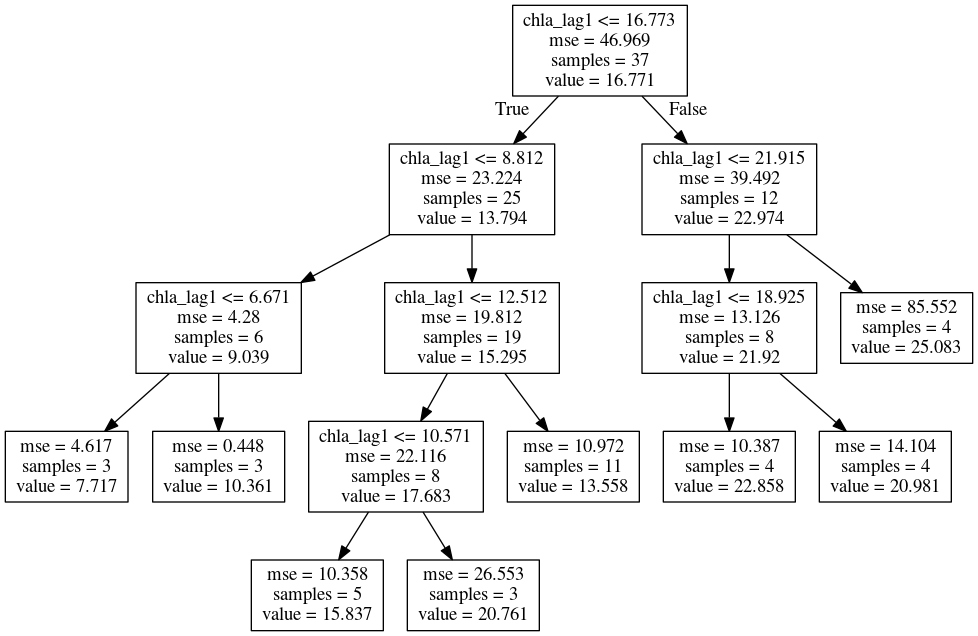 chla_lag1 <= 16.773
mse = 46.969
samples = 37
value = 16.771
True
False
chla_lag1 <= 8.812
mse = 23.224
samples = 25
value = 13.794
chla_lag1 <= 21.915
mse = 39.492
samples = 12
value = 22.974
chla_lag1 <= 6.671
mse = 4.28
samples = 6
value = 9.039
chla_lag1 <= 12.512
mse = 19.812
samples = 19
value = 15.295
chla_lag1 <= 18.925
mse = 13.126
samples = 8
value = 21.92
mse = 85.552
samples = 4
value = 25.083
mse = 4.617
samples = 3
value = 7.717
mse = 0.448
samples = 3
value = 10.361
chla_lag1 <= 10.571
mse = 22.116
samples = 8
value = 17.683
mse = 10.972
samples = 11
value = 13.558
mse = 10.387
samples = 4
value = 22.858
mse = 14.104
samples = 4
value = 20.981
mse = 10.358
samples = 5
value = 15.837
mse = 26.553
samples = 3
value = 20.761